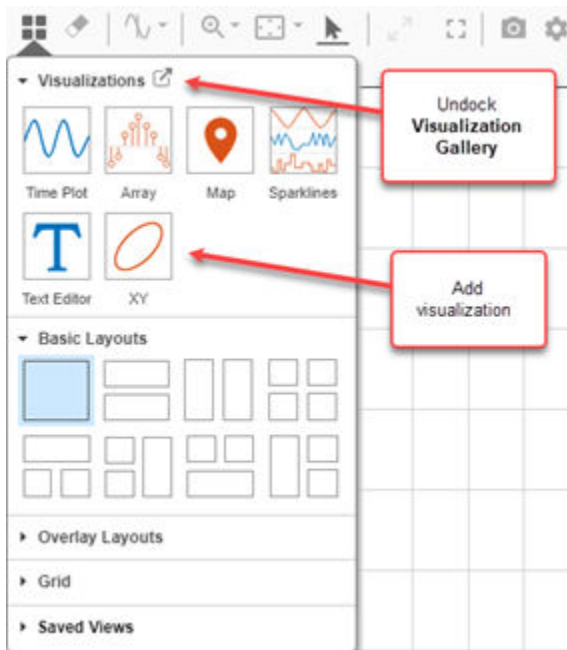 Visualizations
Undock
Visualization
Gallery
Time Plot Array Map Sparklines
T
Add
visualization
Text Editor XY
Basic Layouts
Overlay Layouts
Grid
Saved Views